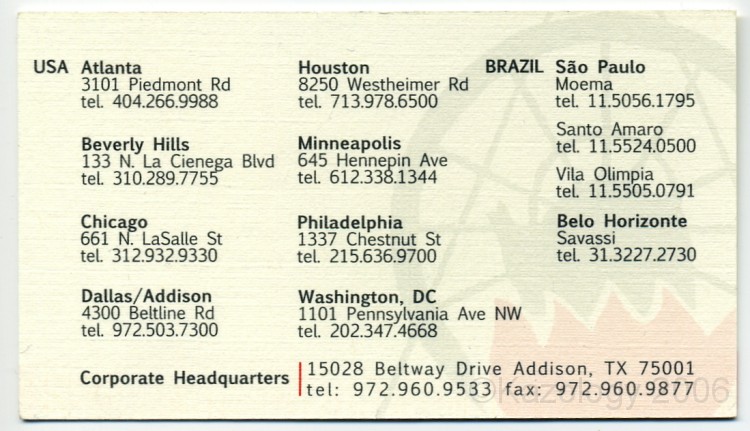 USA Atlanta
3101 Piedmont Rd
tel. 404.266.9988
Beverly Hills
133 N. La Cienega Blvd
tel. 310.289.7755
Chicago
661 N. LaSalle St
tel. 312.932.9330
Dallas/Addison
4300 Beltline Rd
tel. 972.503.7300
Houston
8250 Westheimer Rd
tel. 713.978.6500
Minneapolis
645 Hennepin Ave
tel. 612.338.1344
Philadelphia
1337 Chestnut St
tel. 215.636.9700
Washington, DC
1101 Pennsylvania Ave NW
tel. 202.347.4668
BRAZIL São Paulo
Moema
tel. 11.5056.1795
Santo Amaro
tel. 11.5524.0500
Vila Olimpia
tel. 11.5505.0791
Belo Horizonte
Savassi
tel. 31.3227.2730
Corporate Headquarters
15028 Beltway Drive Addison, TX 75001
tel: 972.960.9533 fax: 972.960.9877
2006